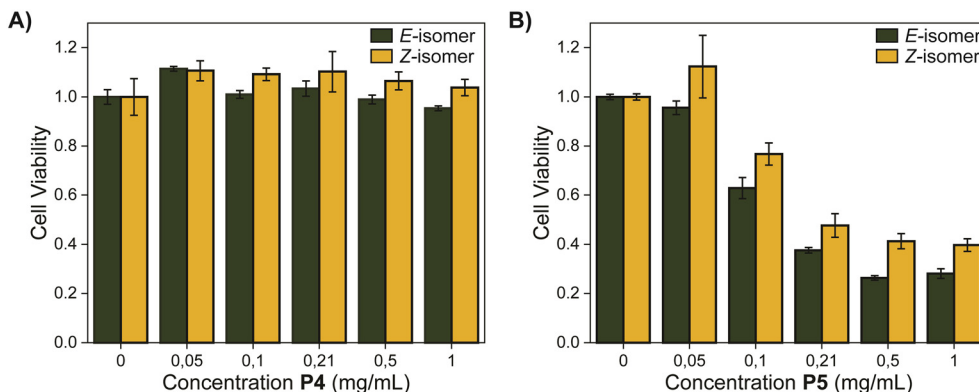 A)
E-isomer
Z-isomer
Cell Viability
1.2
1.0
0.8
0.6
0.4
0.2
0.0
0 0,05 0,1 0,21 0,5 1
Concentration P4 (mg/mL)
B)
E-isomer
Z-isomer
Cell Viability
1.2
1.0
0.8
0.6
0.4
0.2
0.0
0 0,05 0,1 0,21 0,5 1
Concentration P5 (mg/mL)